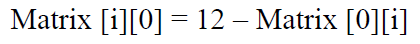 Matrix [i][0] = 12 – Matrix [0][i]